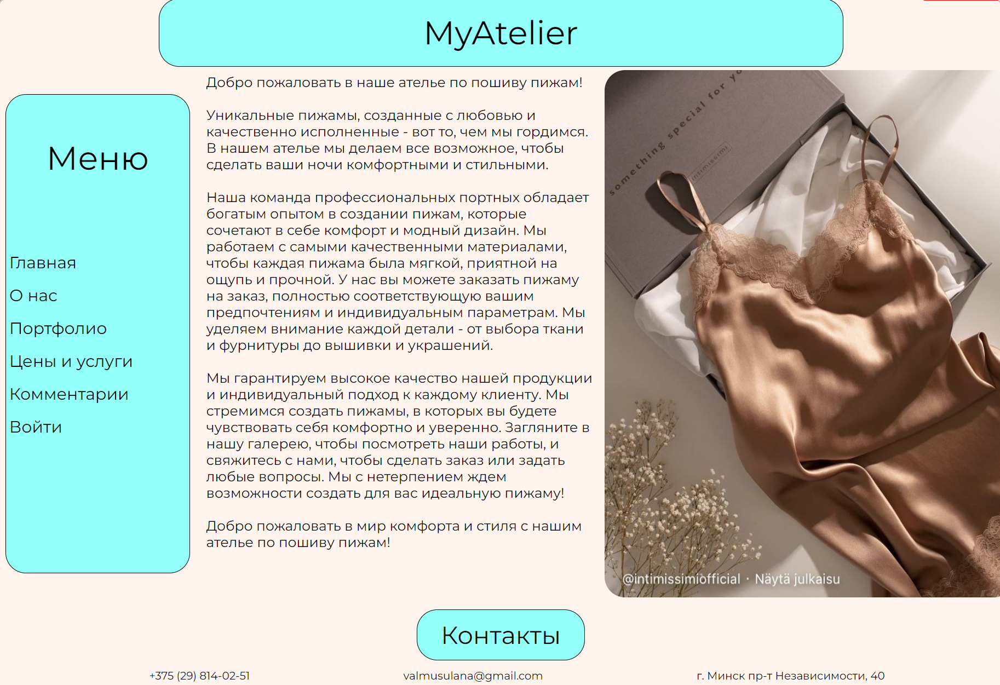 MyAtelier
Меню
Главная
О нас
Портфолио
Цены и услуги
Комментарии
Войти
Добро пожаловать в наше ателье по пошиву пижам!
Уникальные пижамы, созданные с любовью и
качественно исполненные - вот то, чем мы гордимся.
В нашем ателье мы делаем все возможное, чтобы
сделать ваши ночи комфортными и стильными.
Наша команда профессиональных портных обладает
богатым опытом в создании пижам, которые
сочетают в себе комфорт и модный дизайн. Мы
работаем с самыми качественными материалами,
чтобы каждая пижама была мягкой, приятной на
ощупь и прочной. У нас вы можете заказать пижаму
на заказ, полностью соответствующую вашим
предпочтениям и индивидуальным параметрам. Мы
уделяем внимание каждой детали - от выбора ткани
и фурнитуры до вышивки и украшений.
Мы гарантируем высокое качество нашей продукции
и индивидуальный подход к каждому клиенту. Мы
стремимся создать пижамы, в которых вы будете
чувствовать себя комфортно и уверенно. Загляните в
нашу галерею, чтобы посмотреть наши работы, и
свяжитесь с нами, чтобы сделать заказ или задать
любые вопросы. Мы с нетерпением ждем
возможности создать для вас идеальную пижаму!
Добро пожаловать в мир комфорта и стиля с нашим
ателье по пошиву пижам!
something special for yo
intimissimi
@intimissimiofficial · Näytä julkaisu
Контакты
+375 (29) 814-02-51
valmusulana@gmail.com
г. Минск пр-т Независимости, 40